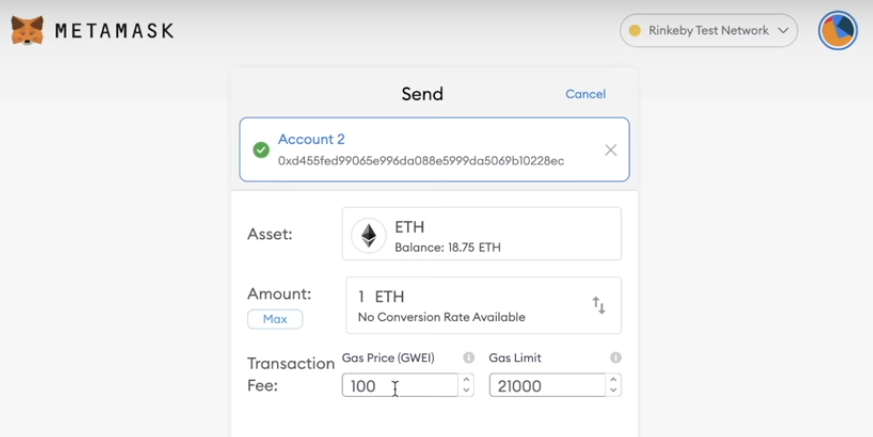 METAMASK
Rinkeby Test Network
Send
Cancel
Account 2
0xd455fed99065e996da088e5999da5069b10228ec
Asset:
ETH
Balance: 18.75 ETH
Amount:
1 ETH
Max
No Conversion Rate Available
Transaction Fee:
Gas Price (GWEI)
Gas Limit
100
21000